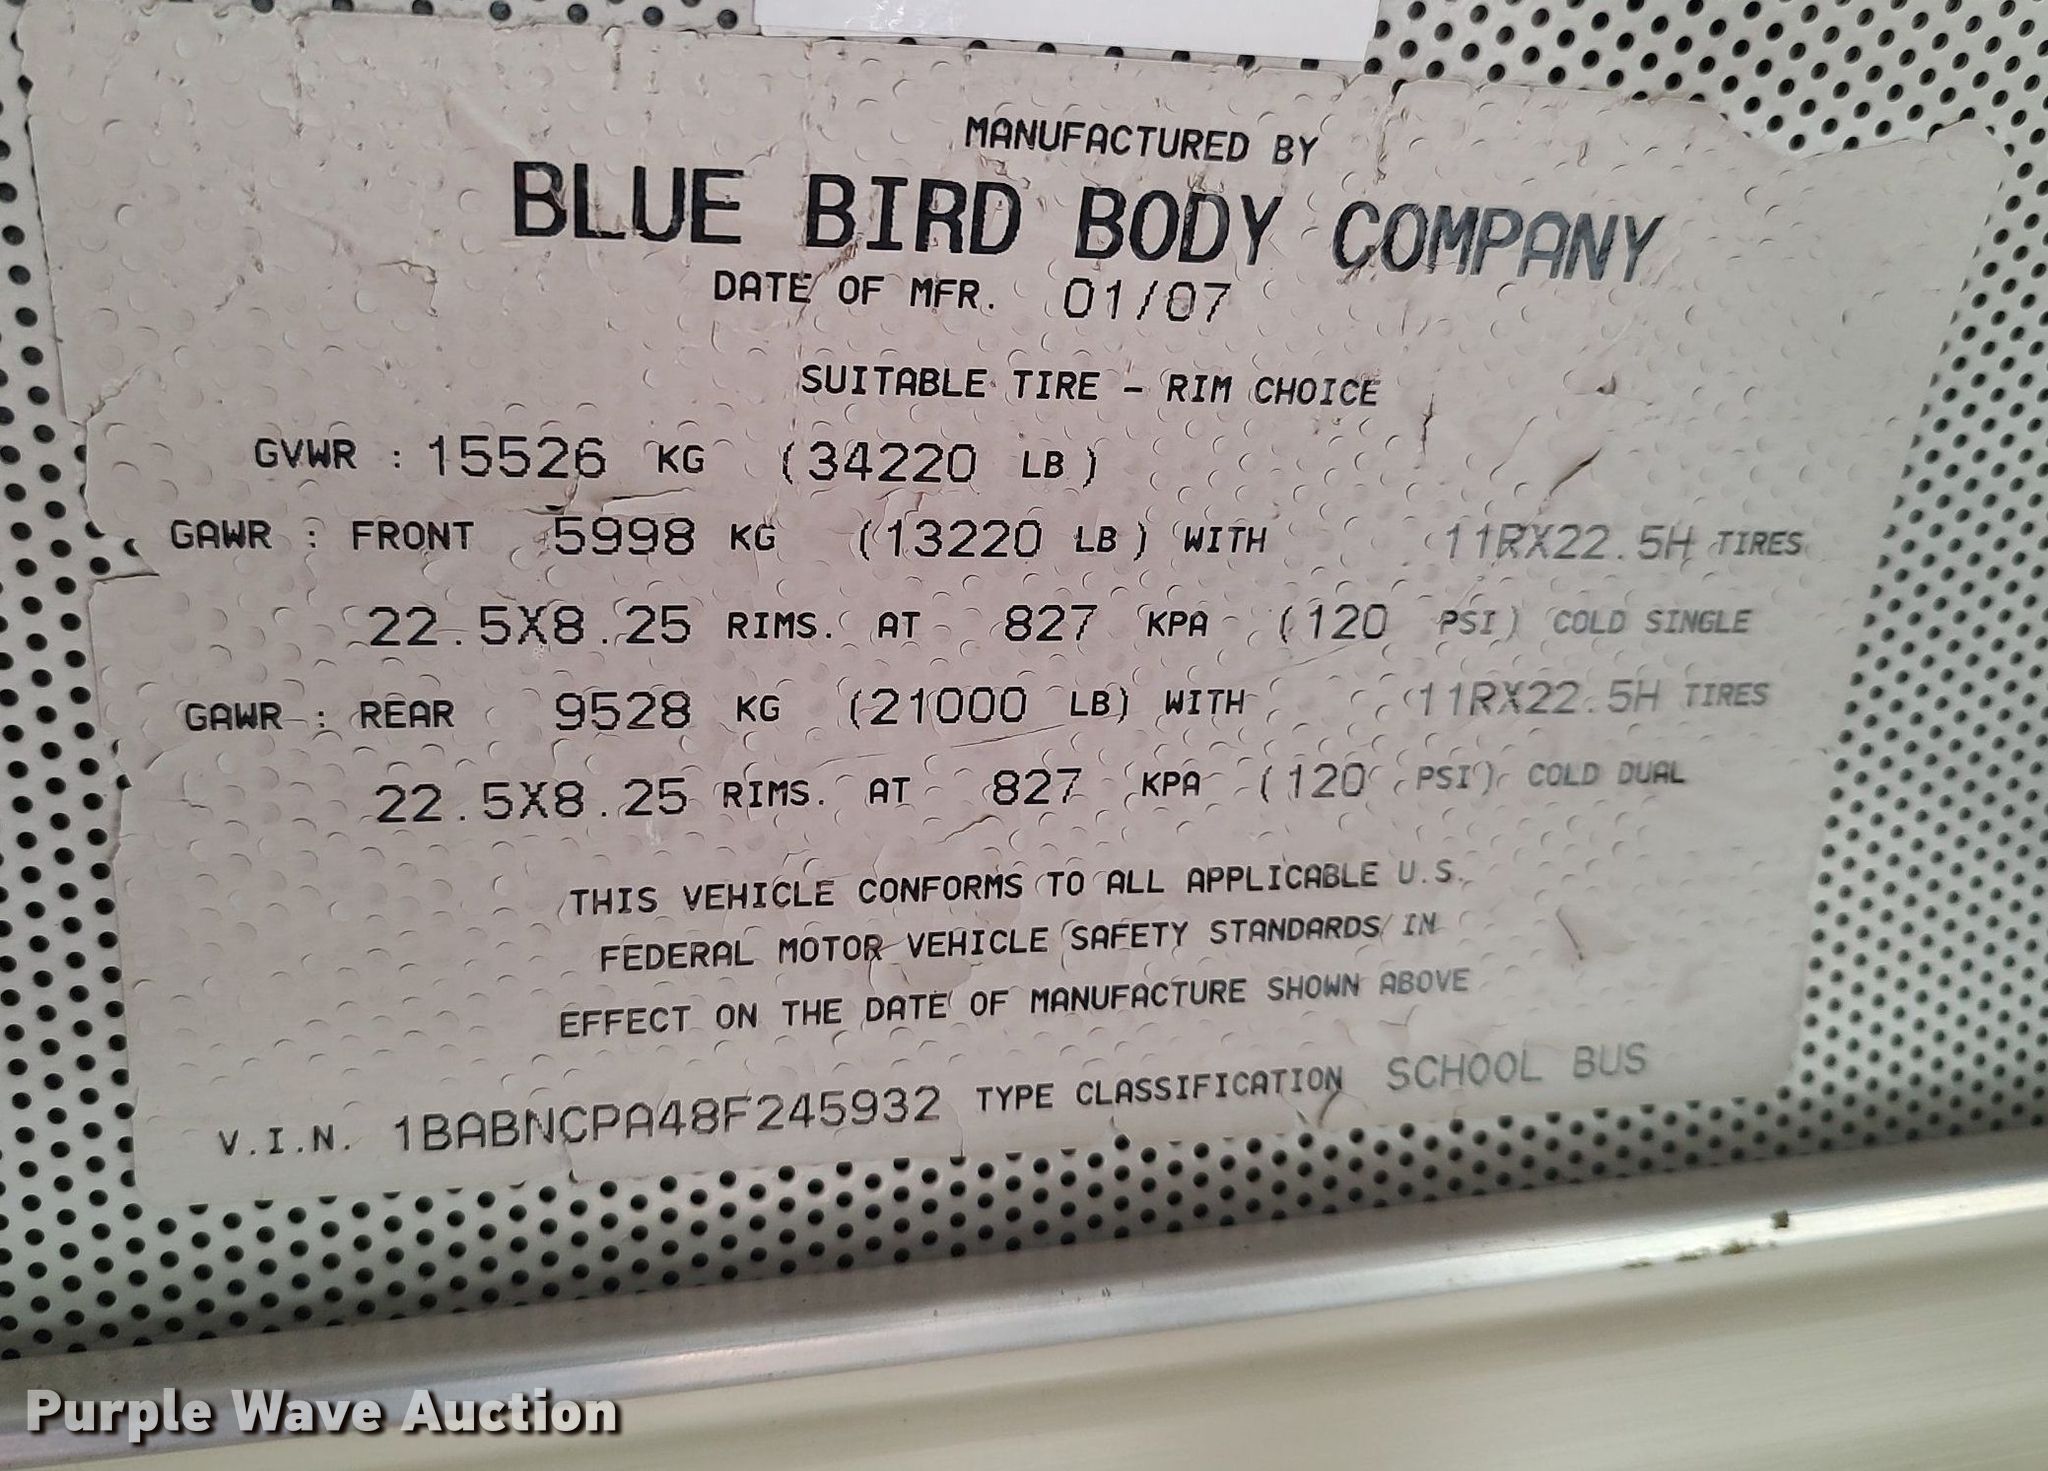 MANUFACTURED BY
BLUE BIRD BODY COMPANY
DATE OF MFR. 01/07
SUITABLE TIRE - RIM CHOICE
GVWR : 15526 KG (34220 LB)
GAWR : FRONT 5998 KG (13220 LB) WITH 11RX22.5H TIRES
22.5X8.25 RIMS. AT 827 KPA (120 PSI) COLD SINGLE
GAWR : REAR 9528 KG (21000 LB) WITH 11RX22.5H TIRES
22.5X8.25 RIMS. AT 827 KPA (120 PSI) COLD DUAL
THIS VEHICLE CONFORMS TO ALL APPLICABLE U.S.
FEDERAL MOTOR VEHICLE SAFETY STANDARDS IN
EFFECT ON THE DATE OF MANUFACTURE SHOWN ABOVE
V.I.N. 1BABNCPA48F245932 TYPE CLASSIFICATION SCHOOL BUS
Purple Wave Auction